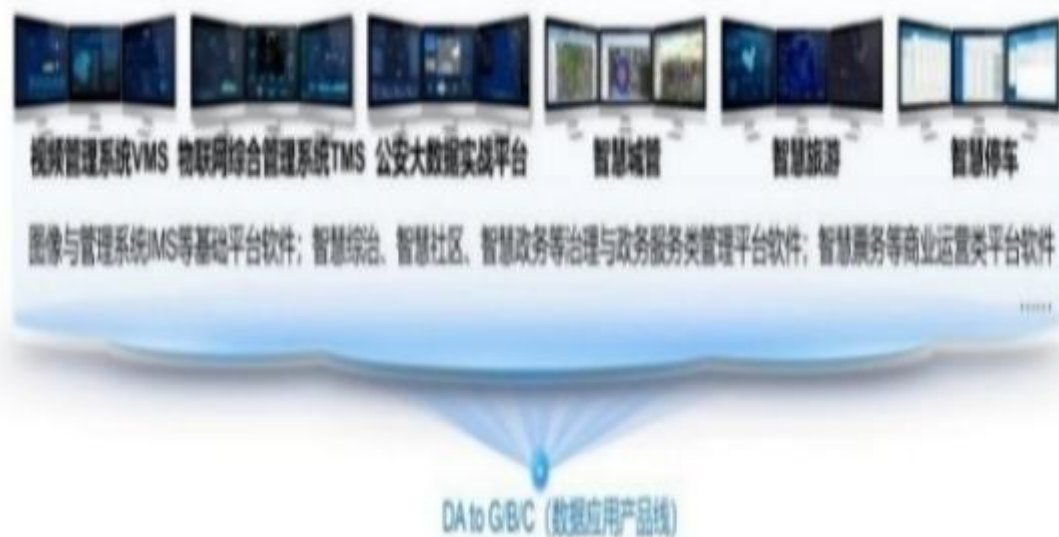 视频管理系统VMS 物联网综合管理系统TMS 公安大数据实战平台 智慧城管 智慧旅游 智慧停车
图像与管理系统IMS等基础平台软件；智慧综治、智慧社区、智慧政务等治理与政务服务类管理平台软件；智慧票务等商业运营类平台软件
......
DA to G/B/C（数据应用产品线）